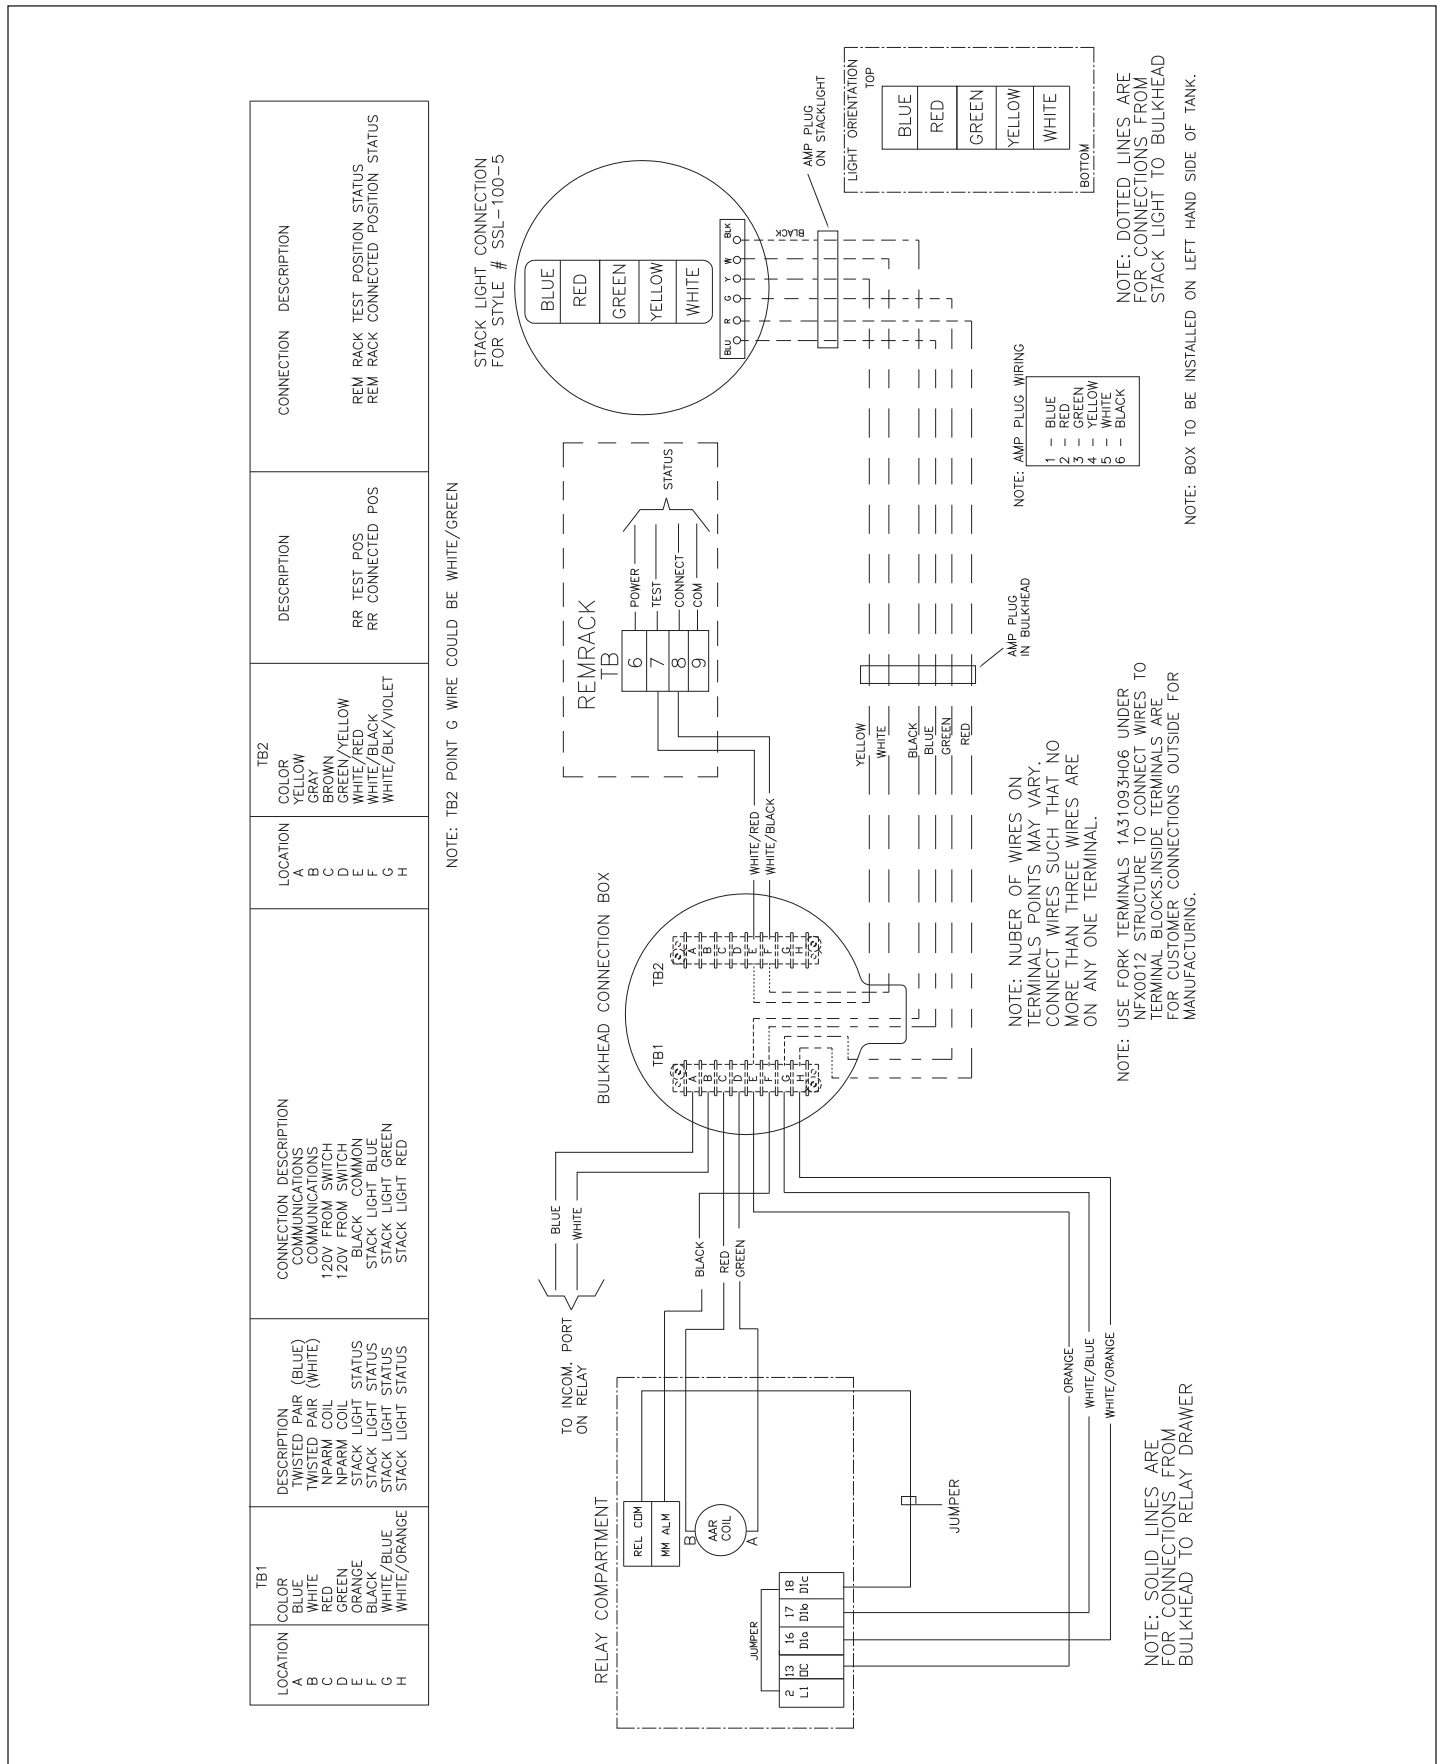 TB1
LOCATION
COLOR
DESCRIPTION
CONNECTION DESCRIPTION
A
BLUE
TWISTED PAIR (BLUE)
COMMUNICATIONS
B
WHITE
TWISTED PAIR (WHITE)
COMMUNICATIONS
C
RED
NPARM COIL
120V FROM SWITCH
D
GREEN
NPARM COIL
120V FROM SWITCH
E
ORANGE
STACK LIGHT STATUS
BLACK COMMON
F
BLACK
STACK LIGHT STATUS
STACK LIGHT BLUE
G
WHITE/BLUE
STACK LIGHT STATUS
STACK LIGHT GREEN
H
WHITE/ORANGE
STACK LIGHT STATUS
STACK LIGHT RED
TB2
LOCATION
COLOR
DESCRIPTION
CONNECTION DESCRIPTION
A
YELLOW
B
GRAY
C
BROWN
D
GREEN/YELLOW
E
WHITE/RED
RR TEST POS
REM RACK TEST POSITION STATUS
F
WHITE/BLACK
RR CONNECTED POS
REM RACK CONNECTED POSITION STATUS
G
WHITE/BLK/VIOLET
H
NOTE: TB2 POINT G WIRE COULD BE WHITE/GREEN
TO INCOM. PORT
ON RELAY
BLUE
WHITE
BLACK
RED
GREEN
RELAY COMPARTMENT
REL COM
MM ALM
B
AAR
COIL
A
JUMPER
2
L1
13
OC
16
D1a
17
D1b
18
D1c
JUMPER
ORANGE
WHITE/BLUE
WHITE/ORANGE
NOTE: SOLID LINES ARE
FOR CONNECTIONS FROM
BULKHEAD TO RELAY DRAWER
BULKHEAD CONNECTION BOX
TB1
A
B
C
D
E
F
G
H
TB2
A
B
C
D
E
F
G
H
WHITE/RED
WHITE/BLACK
REMRACK
TB
6
7
8
9
POWER
TEST
CONNECT
COM
STATUS
YELLOW
WHITE
BLACK
BLUE
GREEN
RED
AMP PLUG
IN BULKHEAD
NOTE: NUBER OF WIRES ON
TERMINALS POINTS MAY VARY.
CONNECT WIRES SUCH THAT NO
MORE THAN THREE WIRES ARE
ON ANY ONE TERMINAL.
NOTE: USE FORK TERMINALS 1A31093H06 UNDER
NFX0012 STRUCTURE TO CONNECT WIRES TO
TERMINAL BLOCKS.INSIDE TERMINALS ARE
FOR CUSTOMER CONNECTIONS OUTSIDE FOR
MANUFACTURING.
STACK LIGHT CONNECTION
FOR STYLE # SSL-100-5
BLUE
RED
GREEN
YELLOW
WHITE
BLU
R
G
Y
W
BLK
BLACK
AMP PLUG
ON STACKLIGHT
LIGHT ORIENTATION
TOP
BLUE
RED
GREEN
YELLOW
WHITE
BOTTOM
NOTE: AMP PLUG WIRING
1 - BLUE
2 - RED
3 - GREEN
4 - YELLOW
5 - WHITE
6 - BLACK
NOTE: DOTTED LINES ARE
FOR CONNECTIONS FROM
STACK LIGHT TO BULKHEAD
NOTE: BOX TO BE INSTALLED ON LEFT HAND SIDE OF TANK.